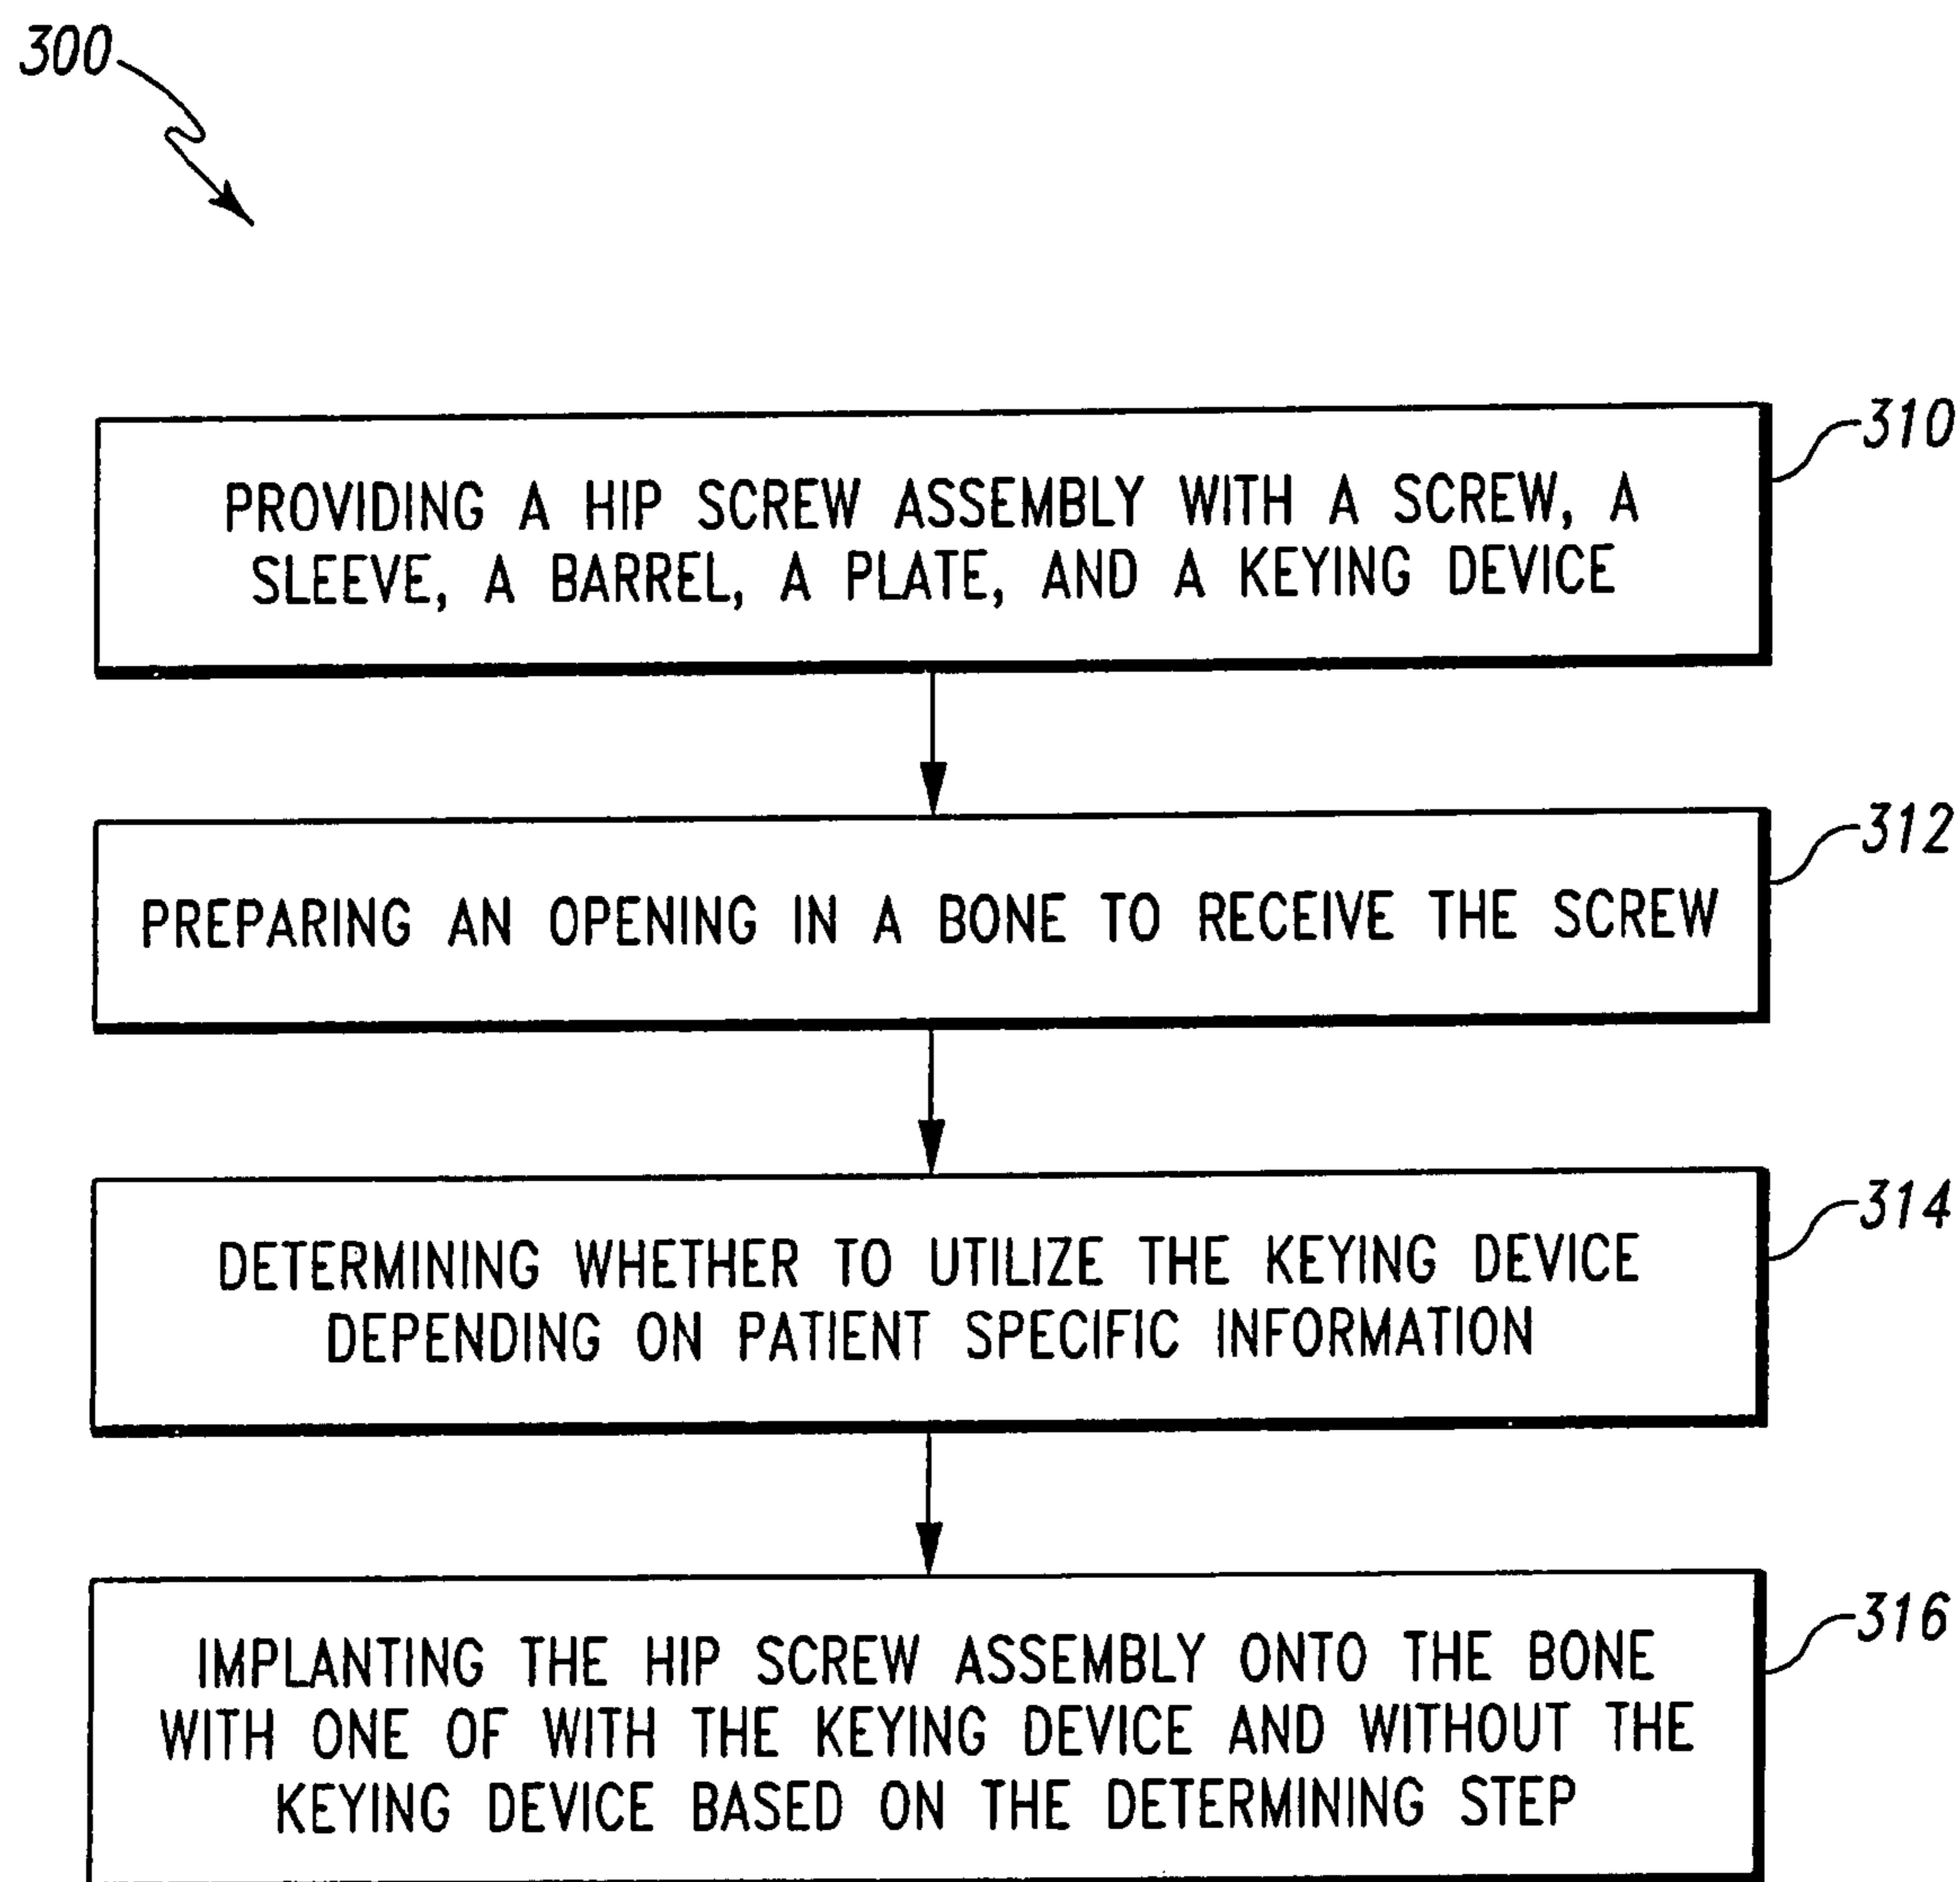 300
310
PROVIDING A HIP SCREW ASSEMBLY WITH A SCREW, A
SLEEVE, A BARREL, A PLATE, AND A KEYING DEVICE
312
PREPARING AN OPENING IN A BONE TO RECEIVE THE SCREW
314
DETERMINING WHETHER TO UTILIZE THE KEYING DEVICE
DEPENDING ON PATIENT SPECIFIC INFORMATION
316
IMPLANTING THE HIP SCREW ASSEMBLY ONTO THE BONE
WITH ONE OF WITH THE KEYING DEVICE AND WITHOUT THE
KEYING DEVICE BASED ON THE DETERMINING STEP